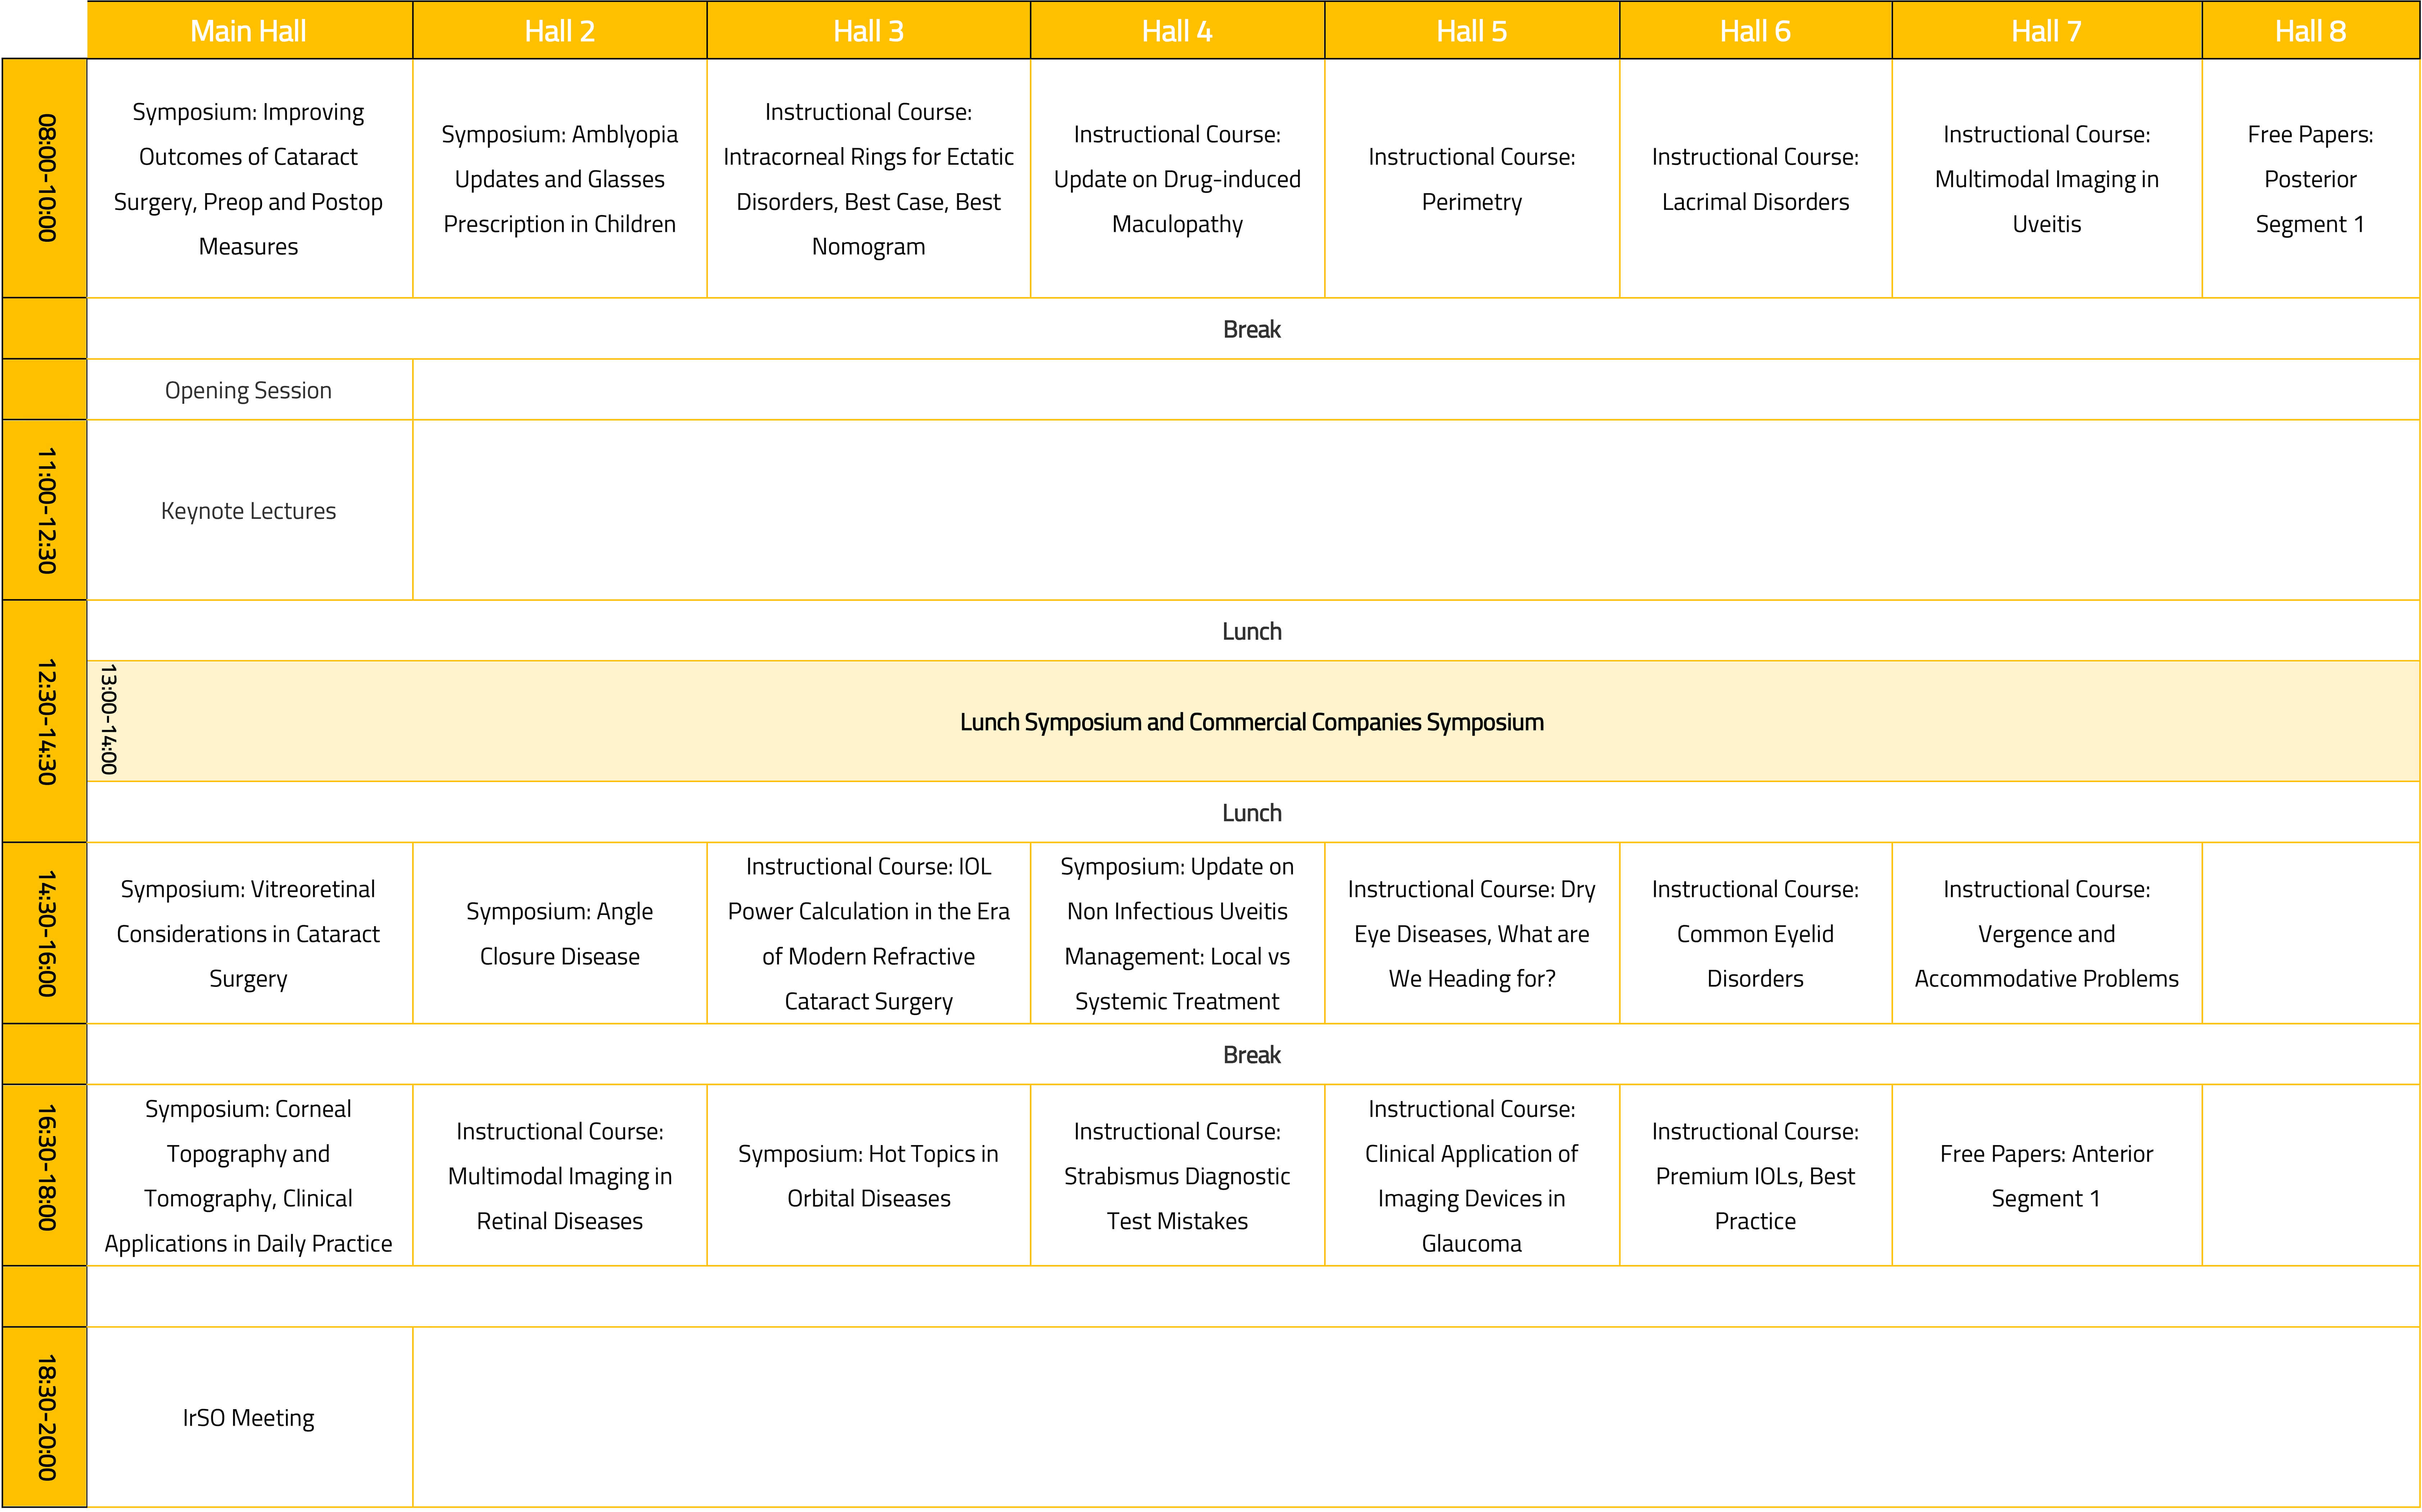 Main Hall
Hall 2
Hall 3
Hall 4
Hall 5
Hall 6
Hall 7
Hall 8
08:00-10:00
Symposium: Improving
Outcomes of Cataract
Surgery, Preop and Postop
Measures
Symposium: Amblyopia
Updates and Glasses
Prescription in Children
Instructional Course:
Intracorneal Rings for Ectatic
Disorders, Best Case, Best
Nomogram
Instructional Course:
Update on Drug-induced
Maculopathy
Instructional Course:
Perimetry
Instructional Course:
Lacrimal Disorders
Instructional Course:
Multimodal Imaging in
Uveitis
Free Papers:
Posterior
Segment 1
Break
Opening Session
11:00-12:30
Keynote Lectures
12:30-14:30
Lunch
13:00-14:00
Lunch Symposium and Commercial Companies Symposium
Lunch
14:30-16:00
Symposium: Vitreoretinal
Considerations in Cataract
Surgery
Symposium: Angle
Closure Disease
Instructional Course: IOL
Power Calculation in the Era
of Modern Refractive
Cataract Surgery
Symposium: Update on
Non Infectious Uveitis
Management: Local vs
Systemic Treatment
Instructional Course: Dry
Eye Diseases, What are
We Heading for?
Instructional Course:
Common Eyelid
Disorders
Instructional Course:
Vergence and
Accommodative Problems
Break
16:30-18:00
Symposium: Corneal
Topography and
Tomography, Clinical
Applications in Daily Practice
Instructional Course:
Multimodal Imaging in
Retinal Diseases
Symposium: Hot Topics in
Orbital Diseases
Instructional Course:
Strabismus Diagnostic
Test Mistakes
Instructional Course:
Clinical Application of
Imaging Devices in
Glaucoma
Instructional Course:
Premium IOLs, Best
Practice
Free Papers: Anterior
Segment 1
18:30-20:00
IrSO Meeting